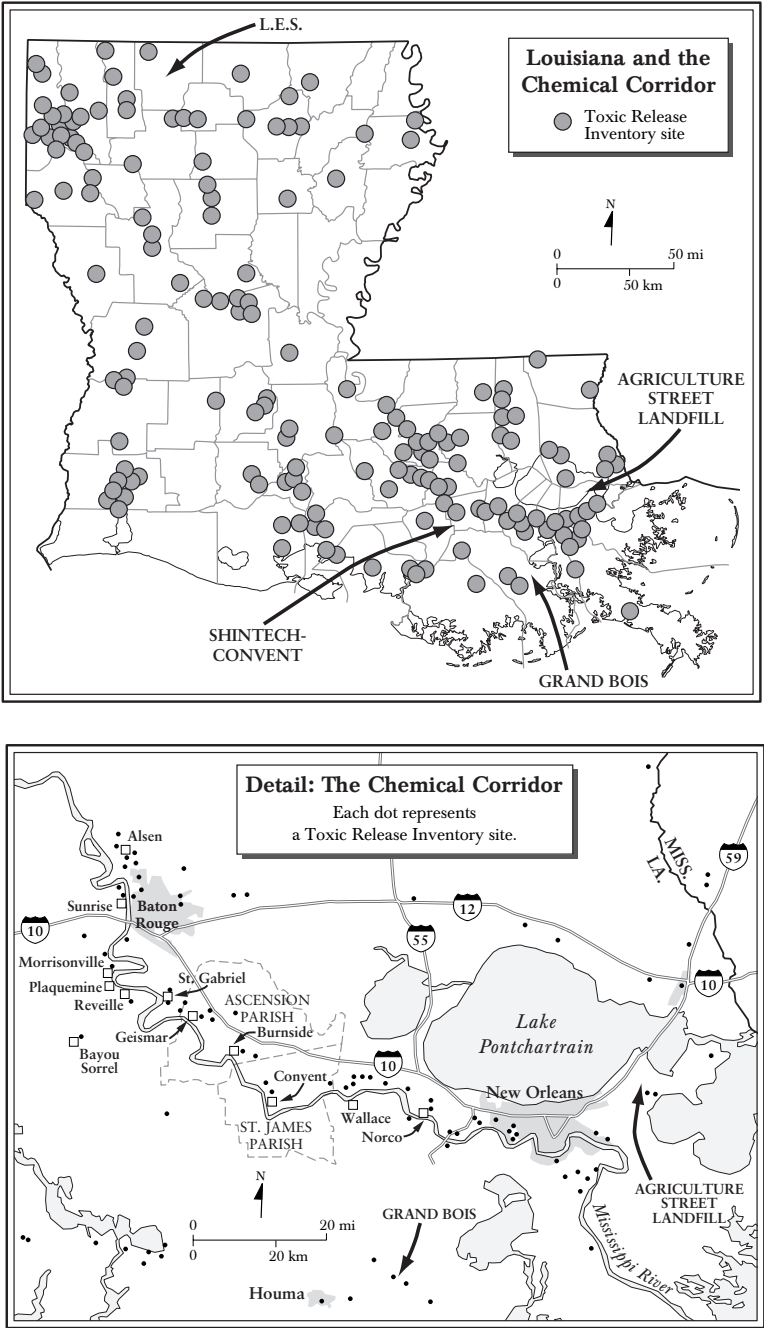 L.E.S.
Louisiana and the
Chemical Corridor
Toxic Release
Inventory site
N
0
50 mi
0
50 km
AGRICULTURE
STREET
LANDFILL
SHINTECH-
CONVENT
GRAND BOIS
Detail: The Chemical Corridor
Each dot represents
a Toxic Release Inventory site.
MISS.
LA.
59
Alsen
Sunrise
Baton
Rouge
10
12
55
10
Morrisonville
Plaquemine
Reveille
St. Gabriel
ASCENSION
PARISH
Geismar
Burnside
Bayou
Sorrel
Lake
Pontchartrain
10
Convent
New Orleans
Wallace
Norco
ST. JAMES
PARISH
N
0
20 mi
0
20 km
AGRICULTURE
STREET
LANDFILL
GRAND BOIS
Mississippi River
Houma